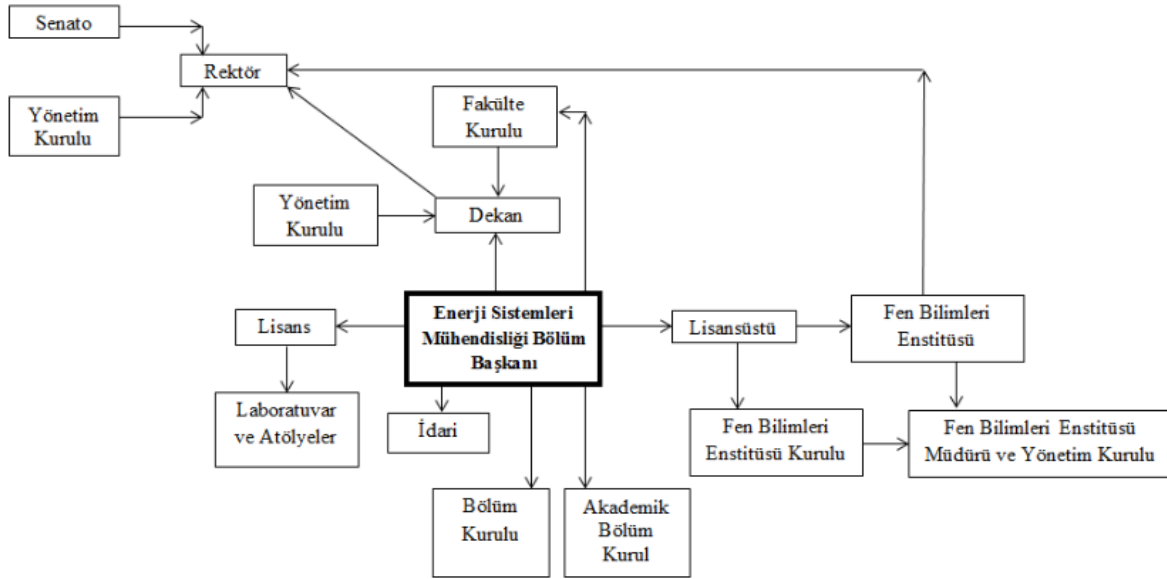 Senato
Rektör
Yönetim
Kurulu
Fakülte
Kurulu
Yönetim
Kurulu
Dekan
Enerji Sistemleri
Mühendisliği Bölüm
Başkanı
Lisans
Lisansüstü
Fen Bilimleri
Enstitüsü
Laboratuvar
ve Atölyeler
İdari
Fen Bilimleri
Enstitüsü Kurulu
Fen Bilimleri Enstitüsü
Müdürü ve Yönetim Kurulu
Bölüm
Kurulu
Akademik
Bölüm
Kurul